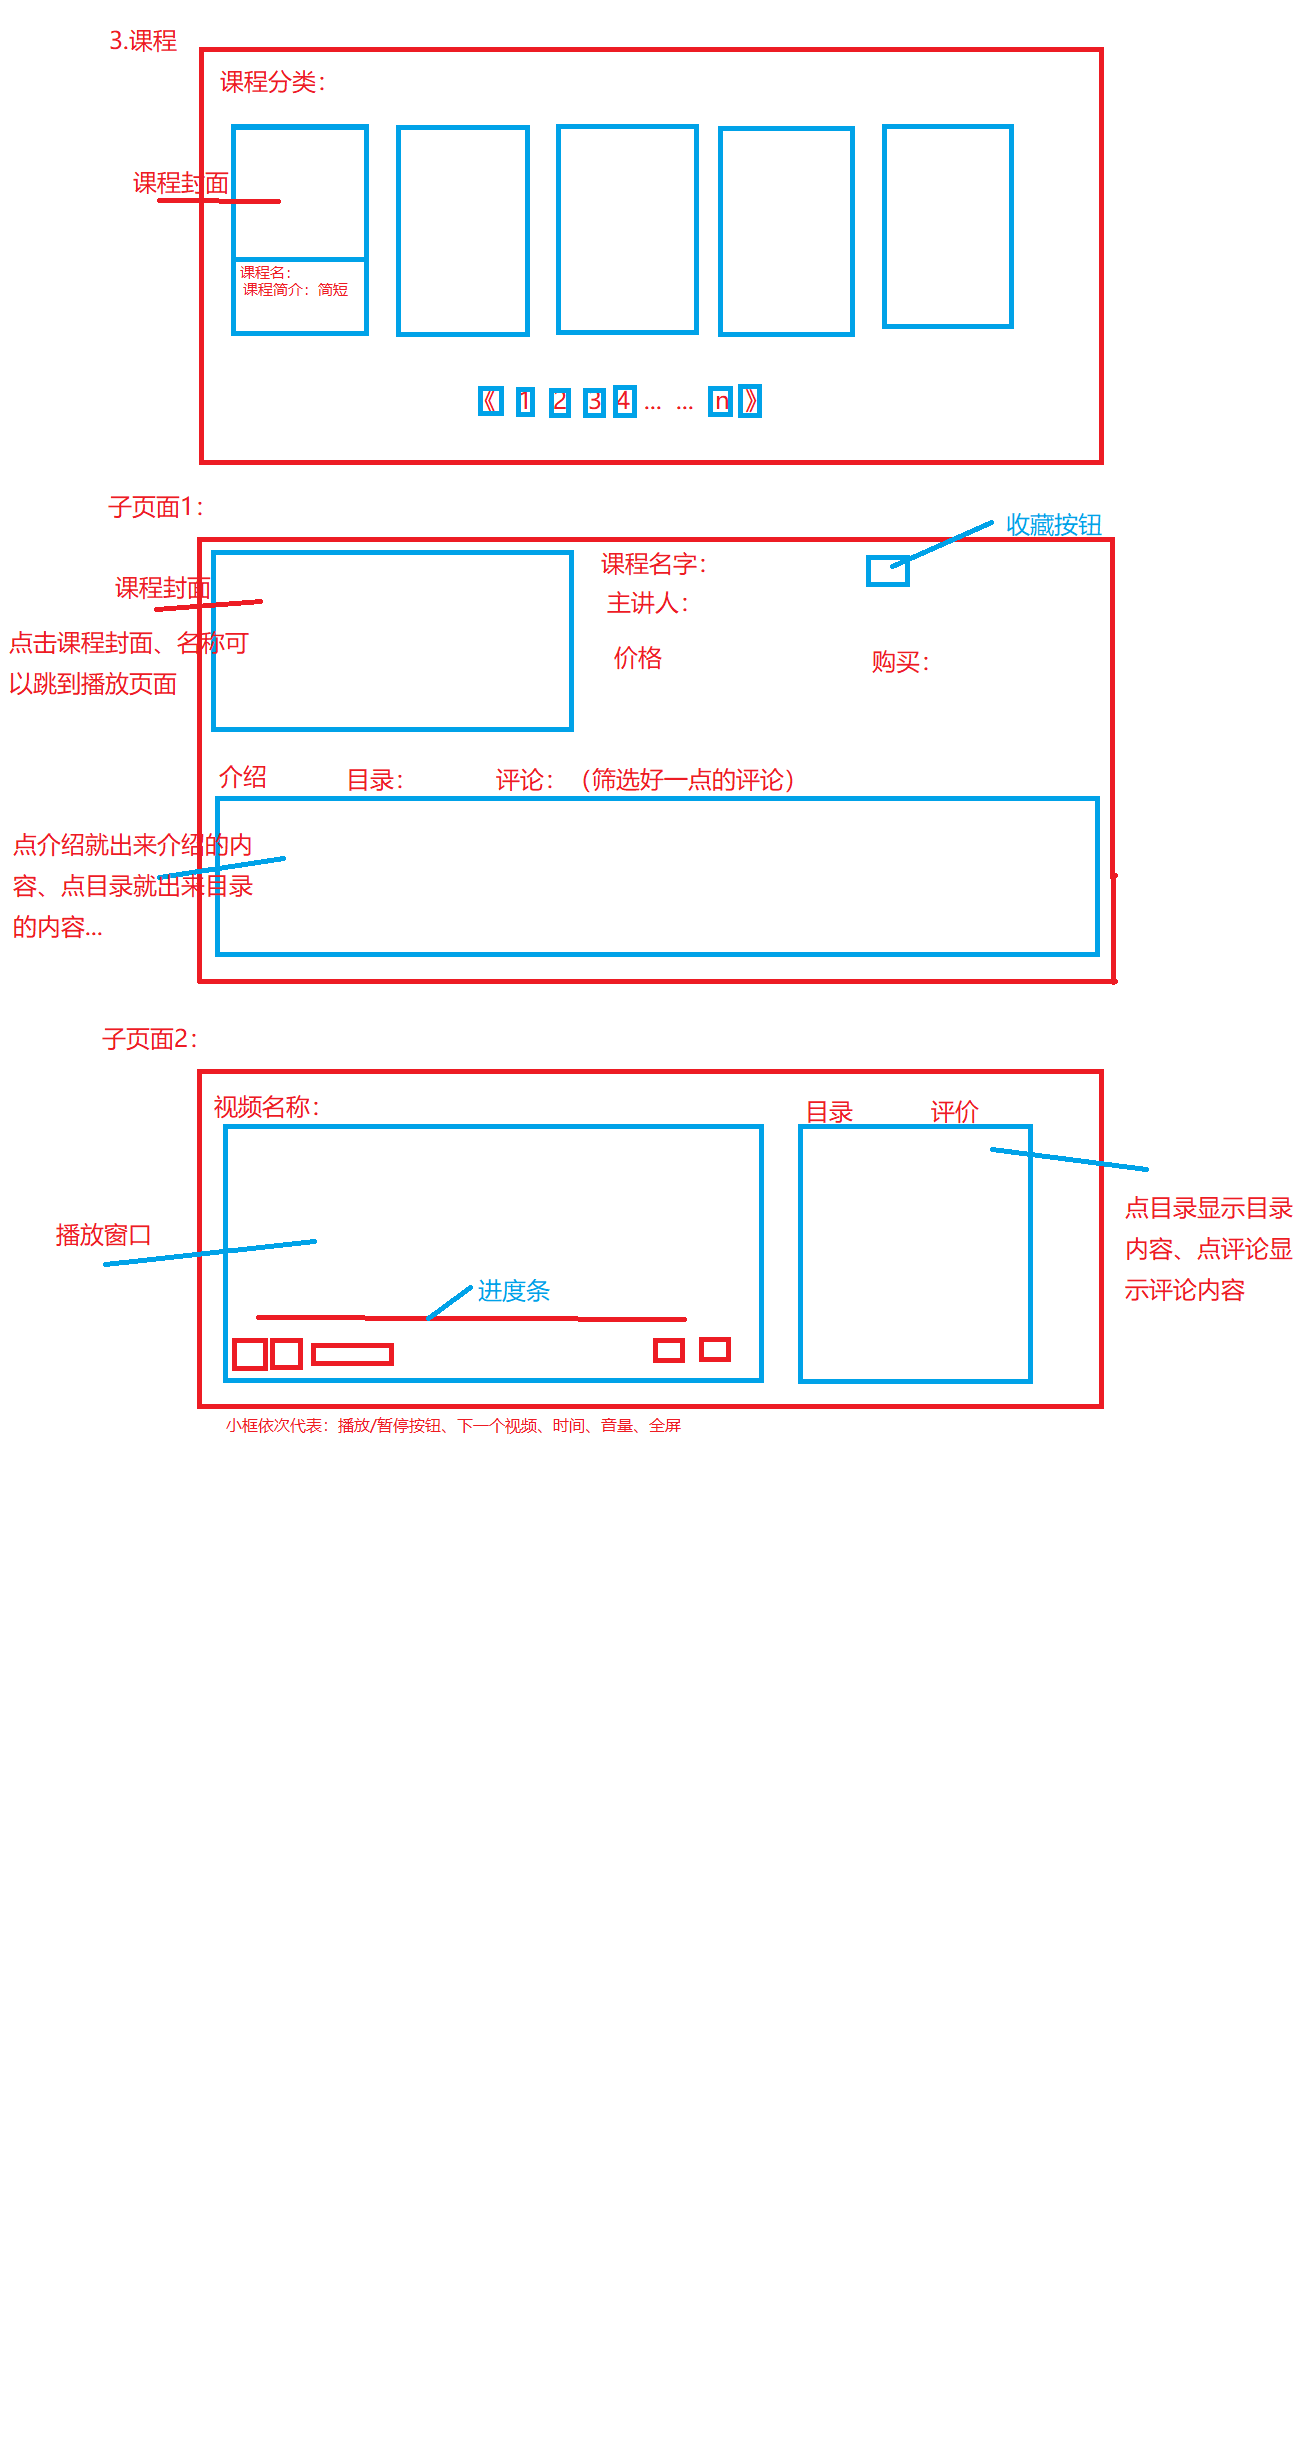 3.课程
课程分类：
课程封面
课程名：
课程简介：简短
《 1 2 3 4 … … n 》
子页面1：
收藏按钮
课程名字：
课程封面
主讲人：
点击课程封面、名称可
以跳到播放页面
价格
购买：
介绍 目录： 评论：（筛选好一点的评论）
点介绍就出来介绍的内
容、点目录就出来目录
的内容...
子页面2：
视频名称：
目录 评价
点目录显示目录
内容、点评论显
示评论内容
播放窗口
进度条
小框依次代表：播放/暂停按钮、下一个视频、时间、音量、全屏